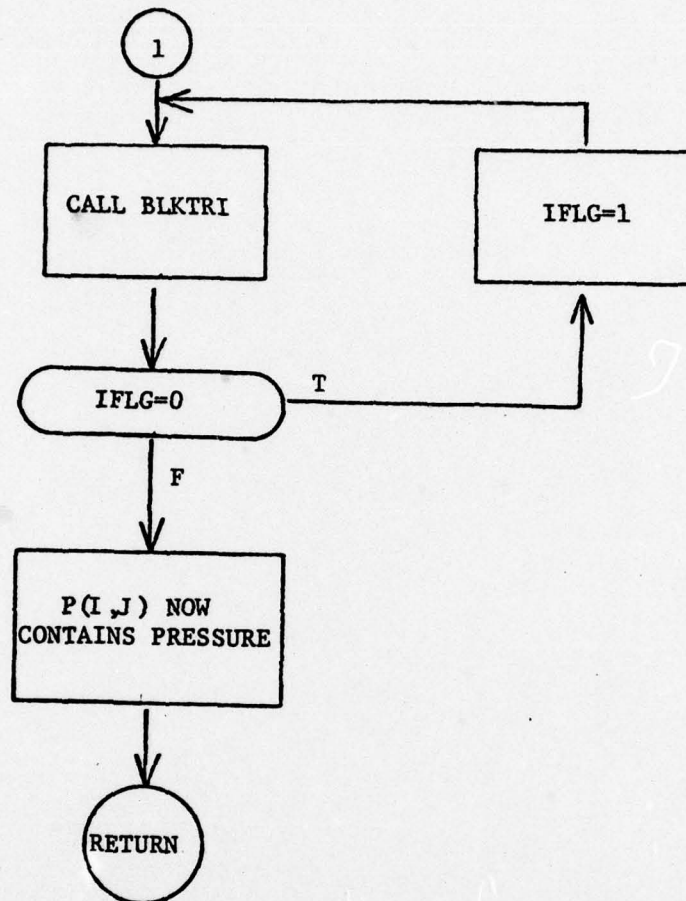 1
CALL BLKTRI
IFLG=1
IFLG=0
T
F
P(I,J) NOW
CONTAINS PRESSURE
RETURN